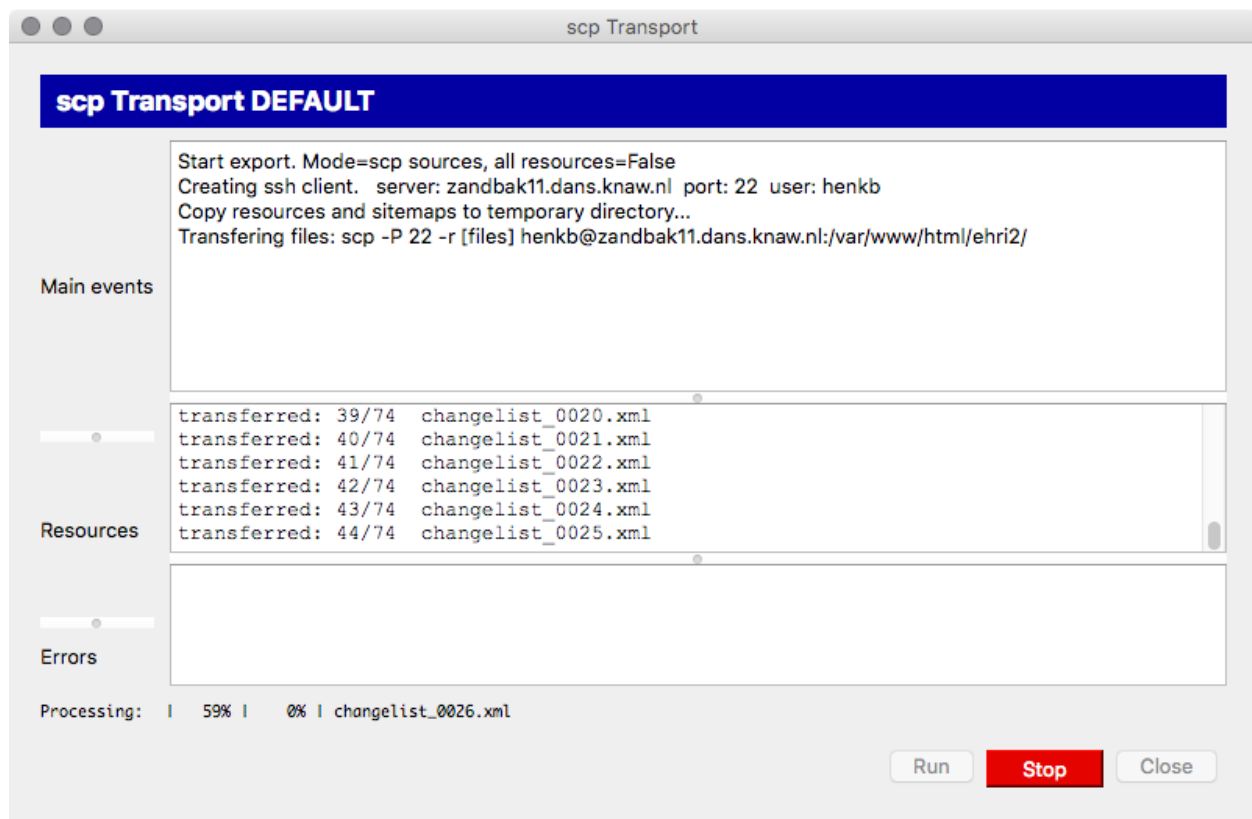 scp Transport
scp Transport DEFAULT
Main events
Start export. Mode=scp sources, all resources=False
Creating ssh client.   server: zandbak11.dans.knaw.nl  port: 22  user: henkb
Copy resources and sitemaps to temporary directory...
Transfering files: scp -P 22 -r [files] henkb@zandbak11.dans.knaw.nl:/var/www/html/ehri2/
Resources
transferred: 39/74  changelist_0020.xml
transferred: 40/74  changelist_0021.xml
transferred: 41/74  changelist_0022.xml
transferred: 42/74  changelist_0023.xml
transferred: 43/74  changelist_0024.xml
transferred: 44/74  changelist_0025.xml
Errors
Processing:  |  59% |   0% | changelist_0026.xml
Run Stop Close